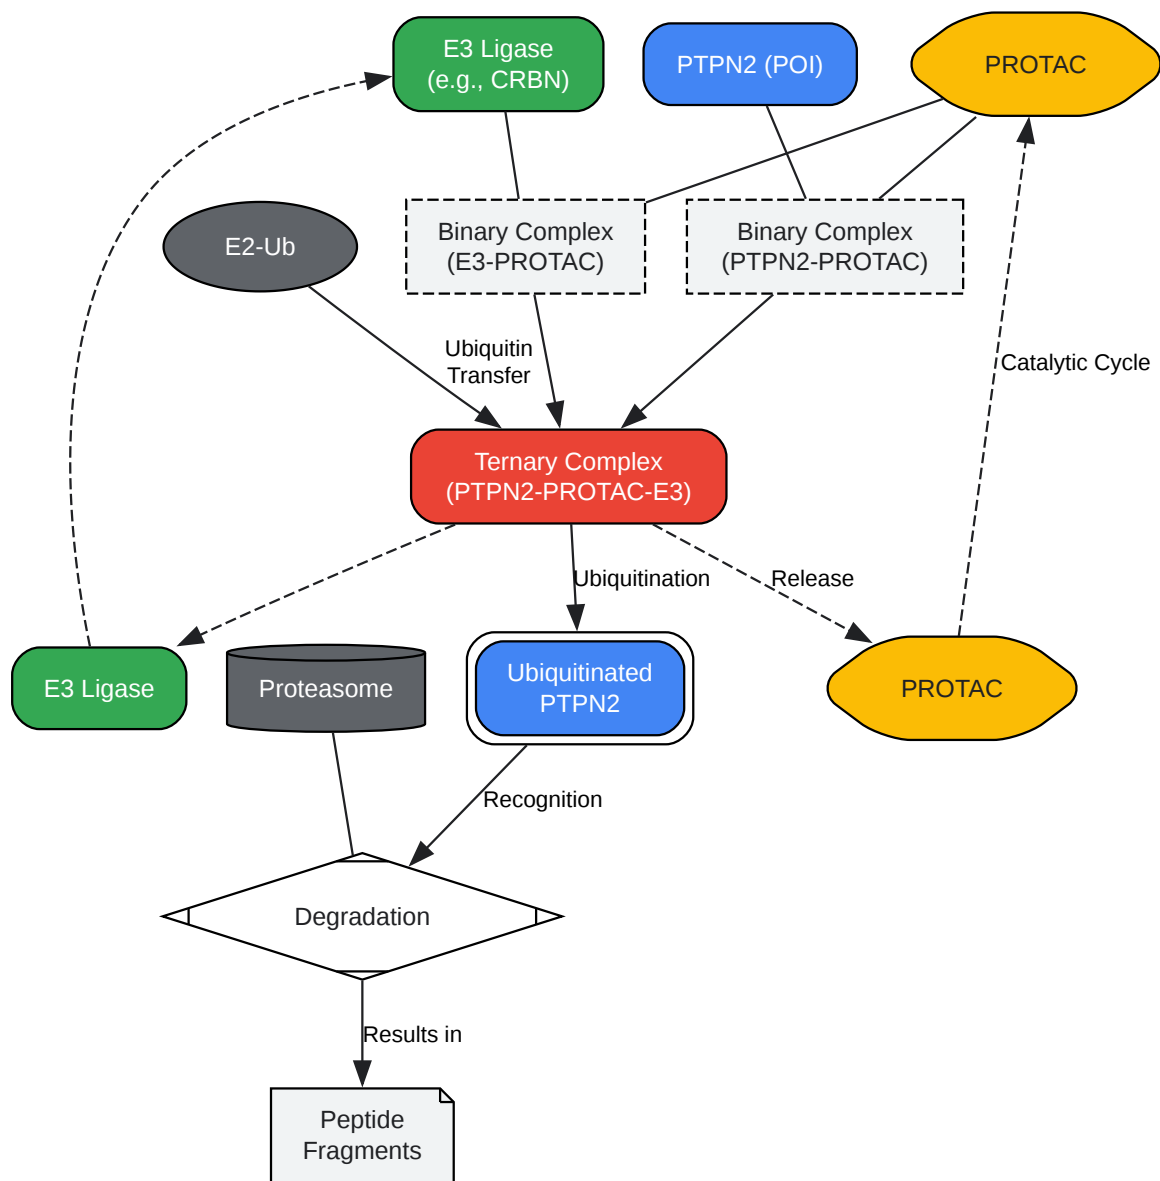 E3 Ligase
(e.g., CRBN)
PTPN2 (POI)
PROTAC
E2-Ub
Binary Complex
(E3-PROTAC)
Binary Complex
(PTPN2-PROTAC)
Ubiquitin
Transfer
Catalytic Cycle
Ternary Complex
(PTPN2-PROTAC-E3)
Ubiquitination
Release
E3 Ligase
Proteasome
Ubiquitinated
PTPN2
PROTAC
Recognition
Degradation
Results in
Peptide
Fragments